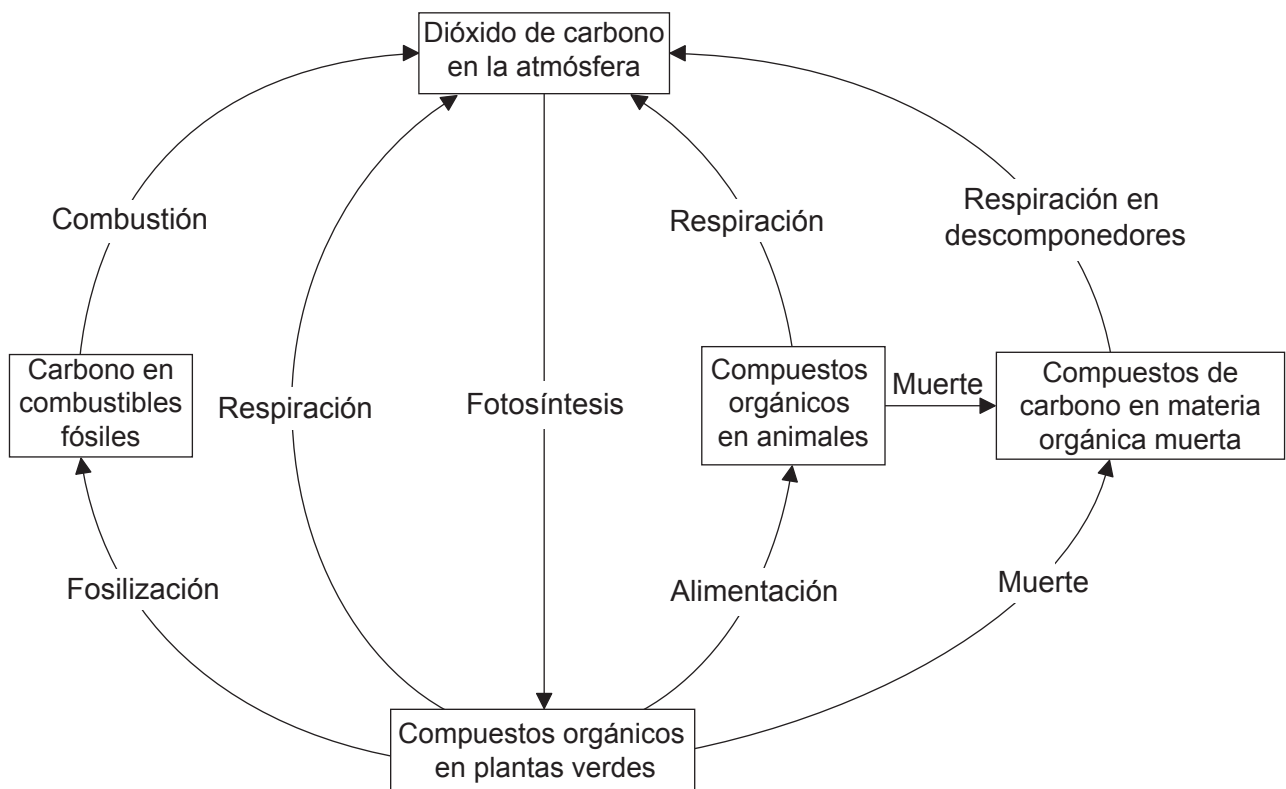 Dióxido de carbono
en la atmósfera
Combustión
Respiración
Respiración en
descomponedores
Carbono en
combustibles
fósiles
Respiración
Fotosíntesis
Compuestos
orgánicos
en animales
Muerte
Compuestos de
carbono en materia
orgánica muerta
Fosilización
Alimentación
Muerte
Compuestos orgánicos
en plantas verdes